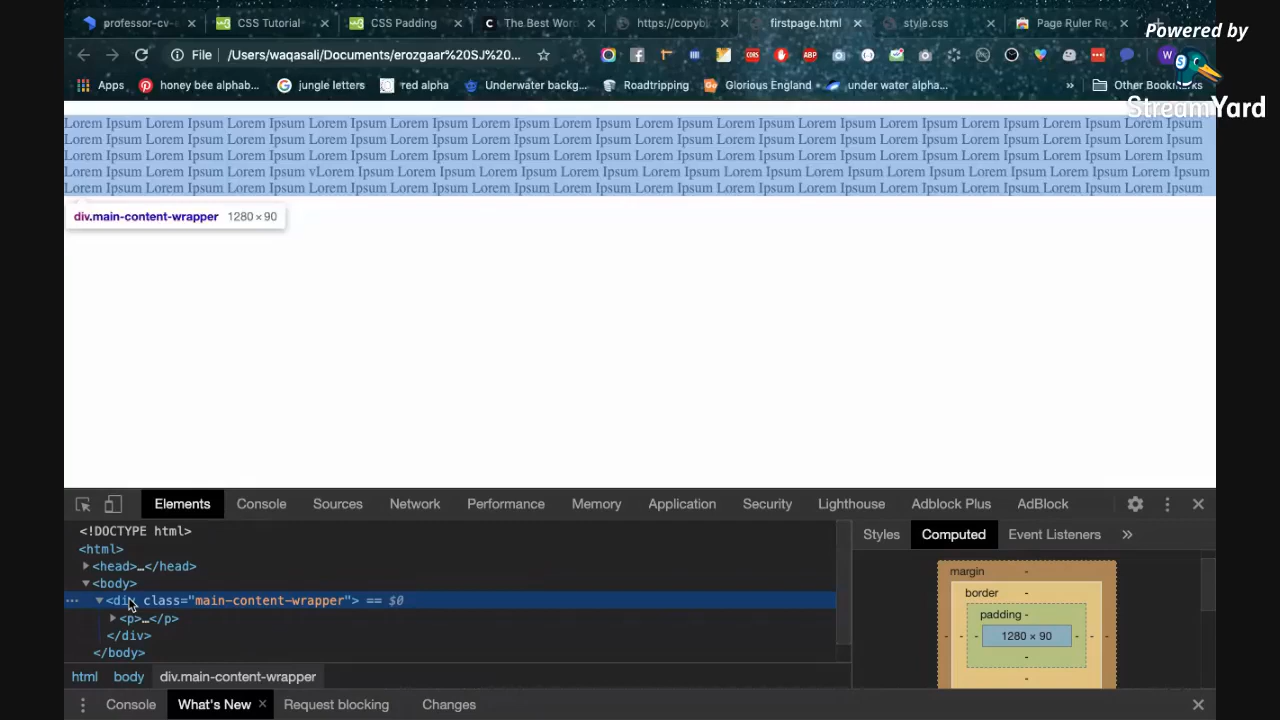 professor-cv-e
CSS Tutorial
CSS Padding
The Best Wor
https://copybl
firstpage.html
style.css
Page Ruler Re
Powered by
File
/Users/waqasali/Documents/erozgaar%20SJ%20...
Apps
honey bee alphab...
jungle letters
red alpha
Underwater backg...
Roadtripping
Glorious England
under water alpha...
»
Other Bookmarks
StreamYard
Lorem Ipsum Lorem Ipsum Lorem Ipsum Lorem Ipsum Lorem Ipsum Lorem Ipsum Lorem Ipsum Lorem Ipsum Lorem Ipsum Lorem Ipsum Lorem Ipsum Lorem Ipsum Lorem Ipsum Lorem Ipsum
Lorem Ipsum Lorem Ipsum Lorem Ipsum Lorem Ipsum Lorem Ipsum Lorem Ipsum Lorem Ipsum Lorem Ipsum Lorem Ipsum Lorem Ipsum Lorem Ipsum Lorem Ipsum Lorem Ipsum Lorem Ipsum
Lorem Ipsum Lorem Ipsum Lorem Ipsum Lorem Ipsum Lorem Ipsum Lorem Ipsum Lorem Ipsum Lorem Ipsum Lorem Ipsum Lorem Ipsum Lorem Ipsum Lorem Ipsum Lorem Ipsum Lorem Ipsum
Lorem Ipsum Lorem Ipsum Lorem Ipsum vLorem Ipsum Lorem Ipsum Lorem Ipsum Lorem Ipsum Lorem Ipsum Lorem Ipsum Lorem Ipsum Lorem Ipsum Lorem Ipsum Lorem Ipsum Lorem Ipsum
Lorem Ipsum Lorem Ipsum Lorem Ipsum Lorem Ipsum Lorem Ipsum Lorem Ipsum Lorem Ipsum Lorem Ipsum Lorem Ipsum Lorem Ipsum Lorem Ipsum Lorem Ipsum Lorem Ipsum Lorem Ipsum
div.main-content-wrapper 1280 × 90
Elements Console Sources Network Performance Memory Application Security Lighthouse Adblock Plus AdBlock
<!DOCTYPE html>
<html>
<head>…</head>
<body>
<div class="main-content-wrapper"> == $0
<p>…</p>
</div>
</body>
html body div.main-content-wrapper
Styles Computed Event Listeners »
margin -
border -
padding -
- - - 1280 × 90 - - -
-
-
Console What's New Request blocking Changes